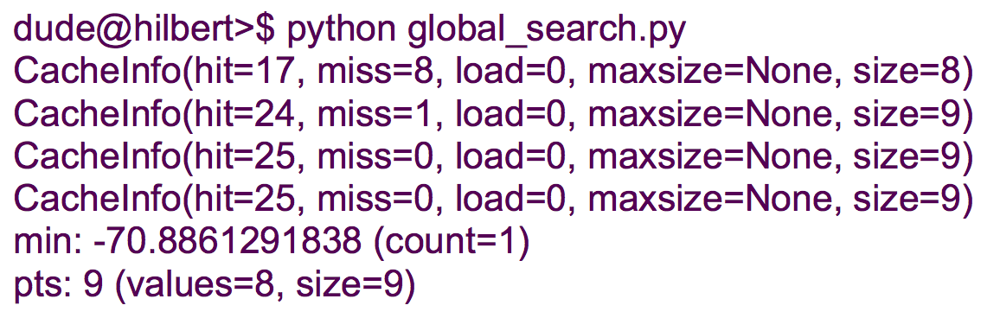 dude@hilbert>$ python global_search.py
CacheInfo(hit=17, miss=8, load=0, maxsize=None, size=8)
CacheInfo(hit=24, miss=1, load=0, maxsize=None, size=9)
CacheInfo(hit=25, miss=0, load=0, maxsize=None, size=9)
CacheInfo(hit=25, miss=0, load=0, maxsize=None, size=9)
min: -70.8861291838 (count=1)
pts: 9 (values=8, size=9)